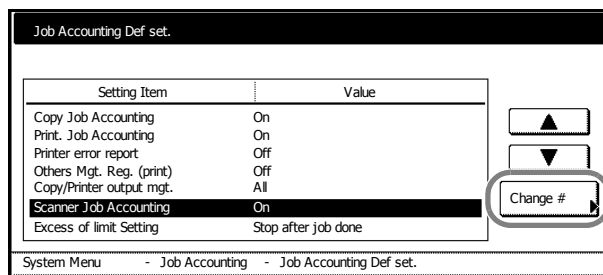 Job Accounting Def set.
Setting Item Value
Copy Job Accounting On
Print. Job Accounting On
Printer error report Off
Others Mgt. Reg. (print) Off
Copy/Printer output mgt. All
Scanner Job Accounting On
Excess of limit Setting Stop after job done
Change #
System Menu - Job Accounting - Job Accounting Def set.